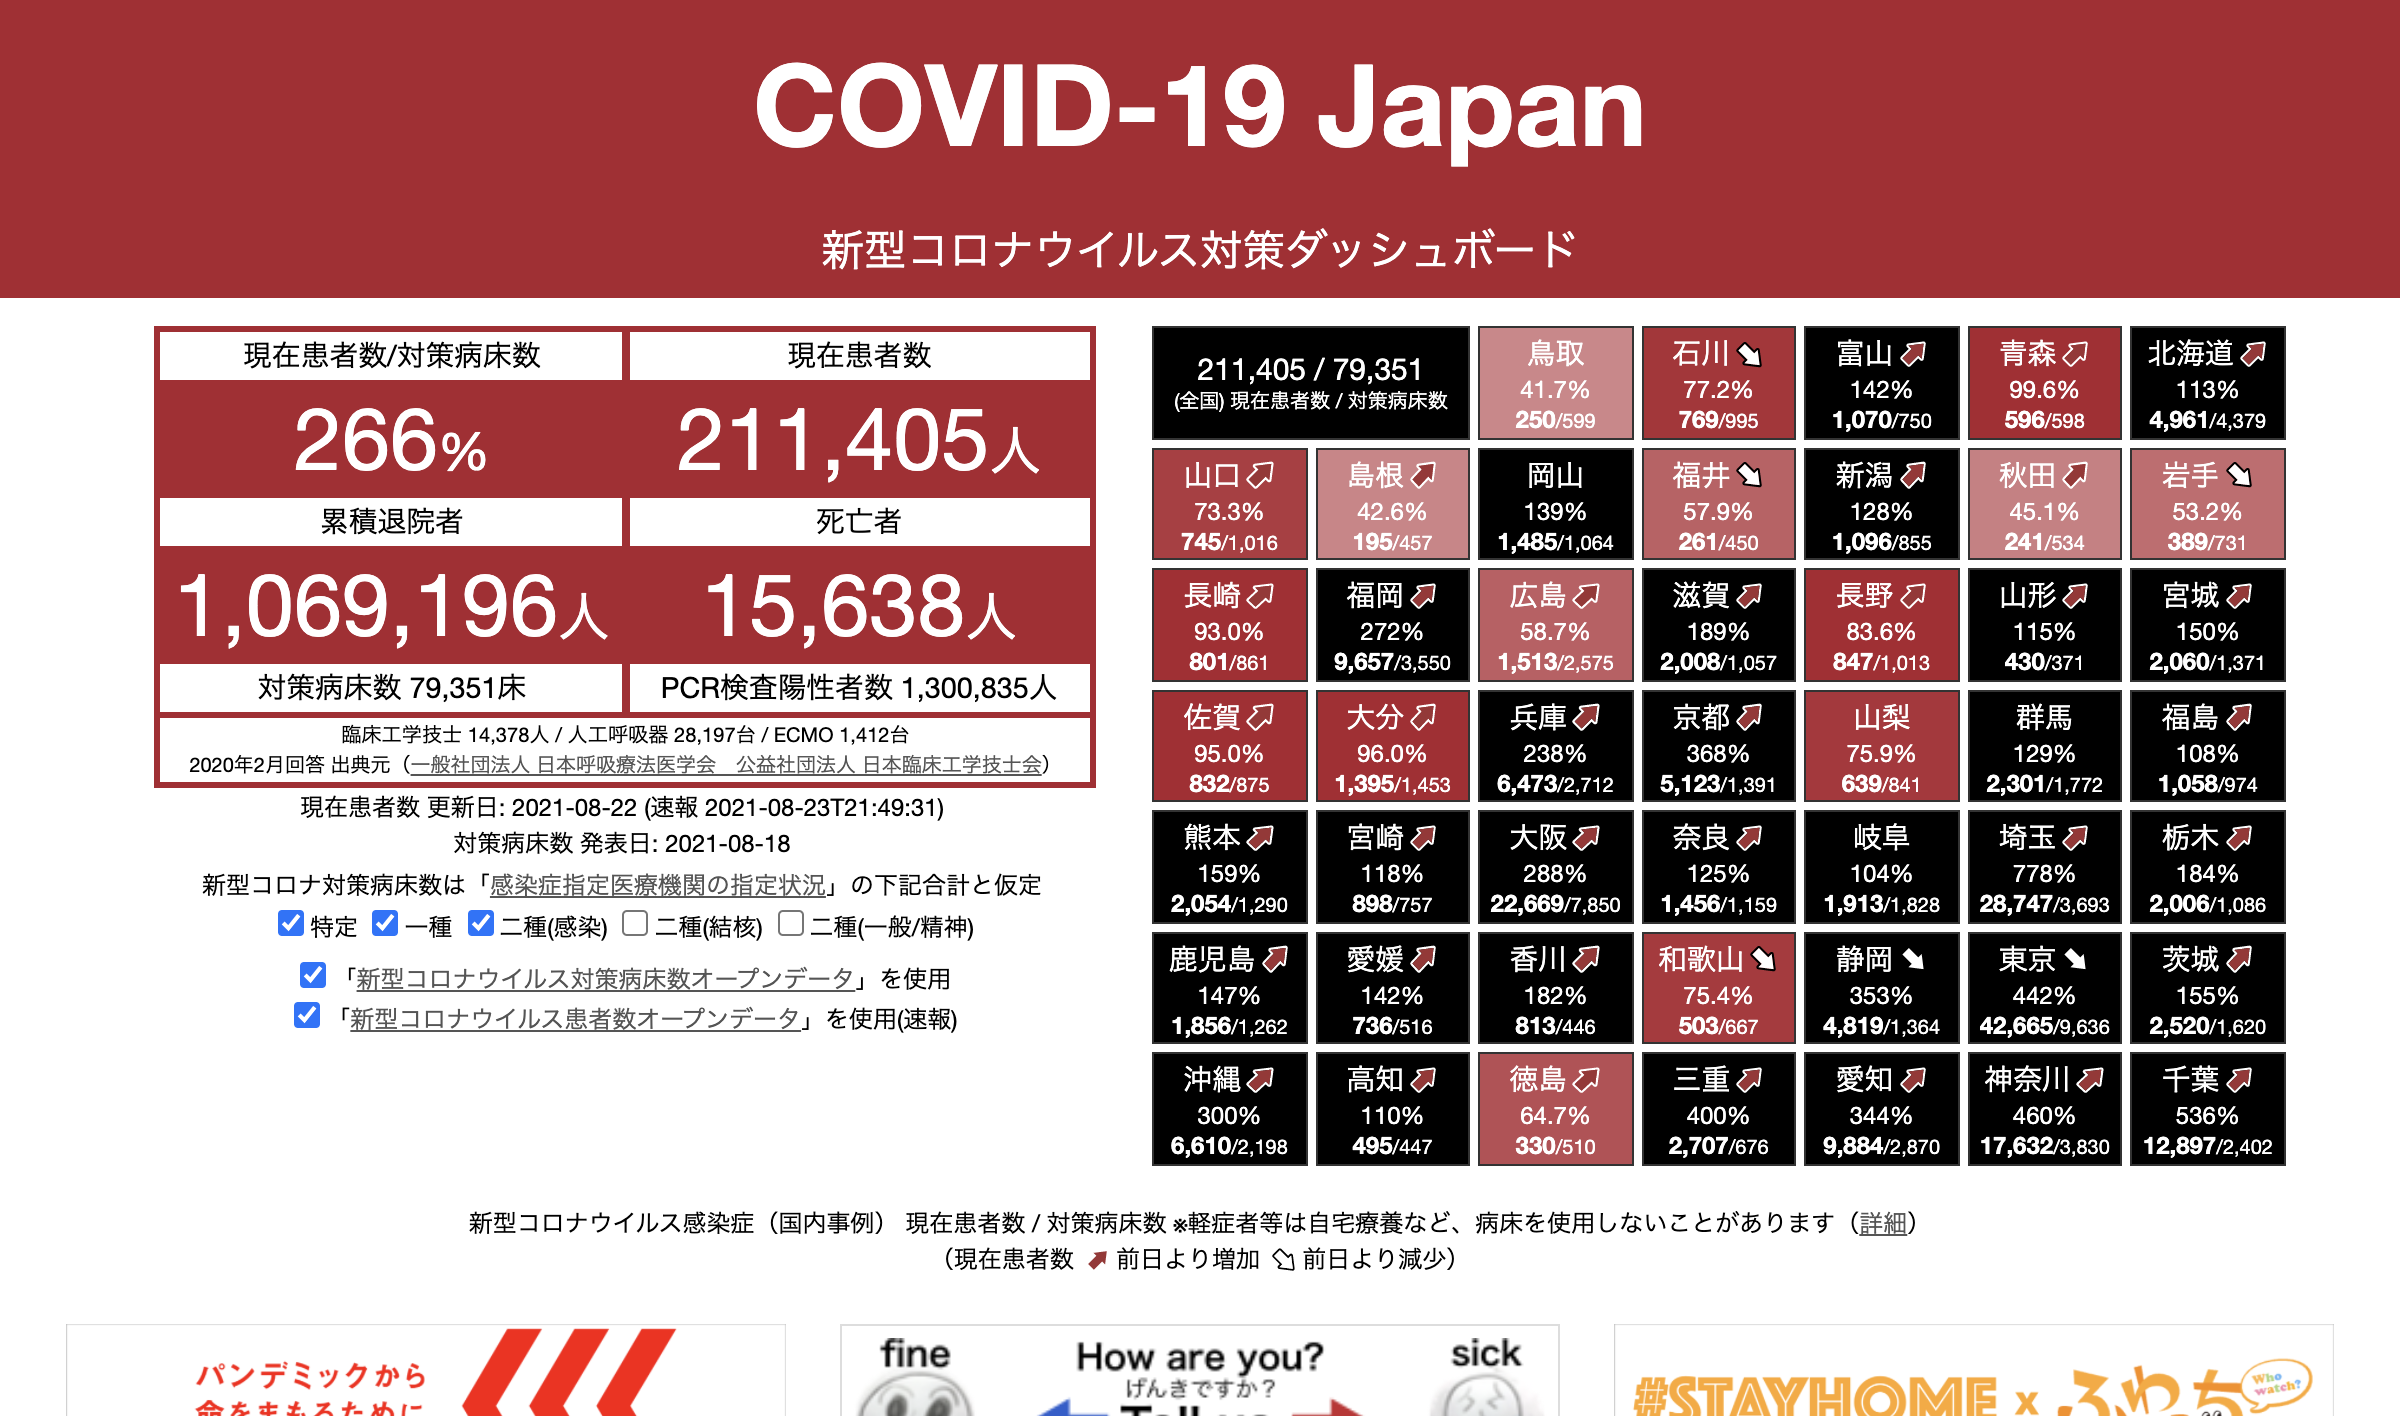 COVID-19 Japan
新型コロナウイルス対策ダッシュボード
現在患者数/対策病床数
現在患者数
266%
211,405人
累積退院者
死亡者
1,069,196人
15,638人
対策病床数 79,351床
PCR検査陽性者数 1,300,835人
臨床工学技士 14,378人 / 人工呼吸器 28,197台 / ECMO 1,412台
2020年2月回答 出典元（一般社団法人 日本呼吸療法医学会　公益社団法人 日本臨床工学技士会）
現在患者数 更新日: 2021-08-22 (速報 2021-08-23T21:49:31)
対策病床数 発表日: 2021-08-18
新型コロナ対策病床数は「感染症指定医療機関の指定状況」の下記合計と仮定
特定 一種 二種(感染) 二種(結核) 二種(一般/精神)
「新型コロナウイルス対策病床数オープンデータ」を使用
「新型コロナウイルス患者数オープンデータ」を使用(速報)
211,405 / 79,351
(全国) 現在患者数 / 対策病床数
鳥取
41.7%
250/599
石川
77.2%
769/995
富山
142%
1,070/750
青森
99.6%
596/598
北海道
113%
4,961/4,379
山口
73.3%
745/1,016
島根
42.6%
195/457
岡山
139%
1,485/1,064
福井
57.9%
261/450
新潟
128%
1,096/855
秋田
45.1%
241/534
岩手
53.2%
389/731
長崎
93.0%
801/861
福岡
272%
9,657/3,550
広島
58.7%
1,513/2,575
滋賀
189%
2,008/1,057
長野
83.6%
847/1,013
山形
115%
430/371
宮城
150%
2,060/1,371
佐賀
95.0%
832/875
大分
96.0%
1,395/1,453
兵庫
238%
6,473/2,712
京都
368%
5,123/1,391
山梨
75.9%
639/841
群馬
129%
2,301/1,772
福島
108%
1,058/974
熊本
159%
2,054/1,290
宮崎
118%
898/757
大阪
288%
22,669/7,850
奈良
125%
1,456/1,159
岐阜
104%
1,913/1,828
埼玉
778%
28,747/3,693
栃木
184%
2,006/1,086
鹿児島
147%
1,856/1,262
愛媛
142%
736/516
香川
182%
813/446
和歌山
75.4%
503/667
静岡
353%
4,819/1,364
東京
442%
42,665/9,636
茨城
155%
2,520/1,620
沖縄
300%
6,610/2,198
高知
110%
495/447
徳島
64.7%
330/510
三重
400%
2,707/676
愛知
344%
9,884/2,870
神奈川
460%
17,632/3,830
千葉
536%
12,897/2,402
新型コロナウイルス感染症（国内事例） 現在患者数 / 対策病床数 ※軽症者等は自宅療養など、病床を使用しないことがあります（詳細）
（現在患者数 前日より増加 前日より減少）
パンデミックから
命をまもるために
fine
How are you?
sick
げんきですか？
Tell us
#STAYHOME x ふわっち
Who watch?